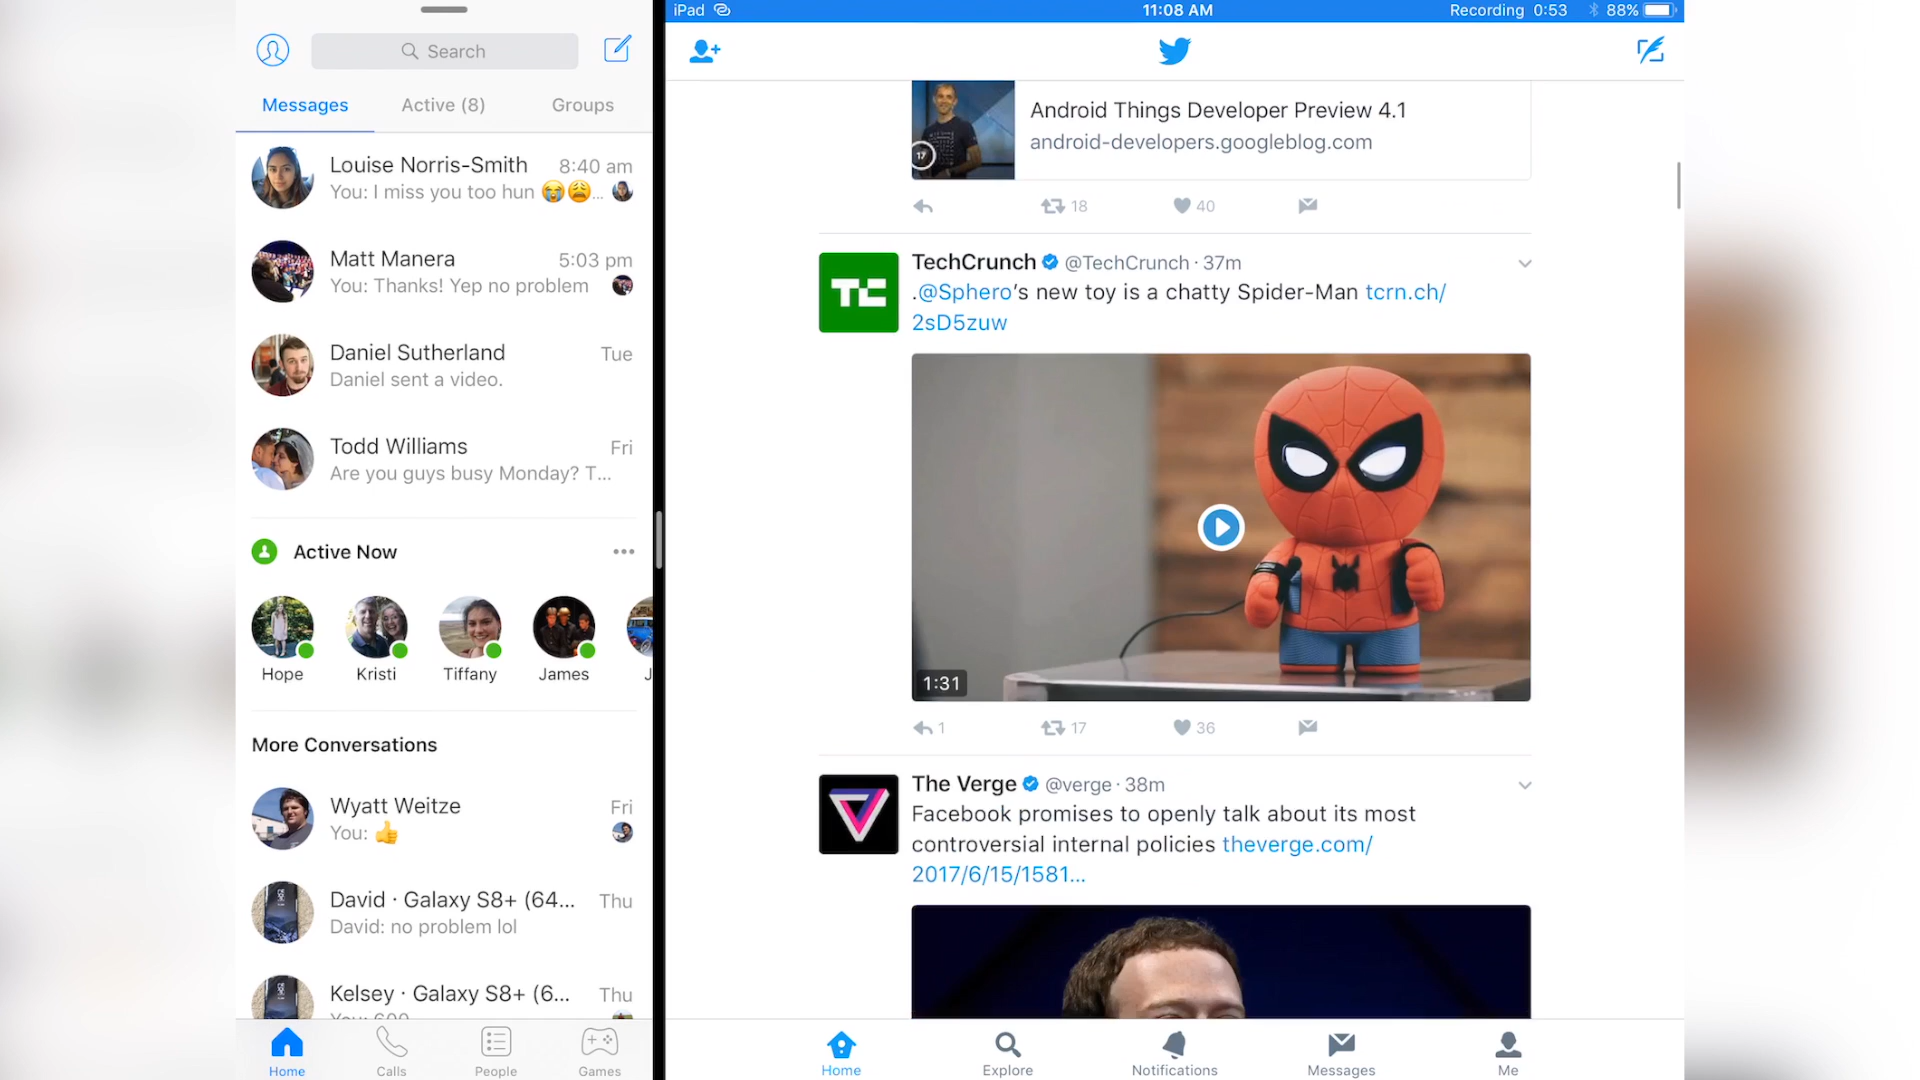 Search
Messages
Active (8)
Groups
Louise Norris-Smith
8:40 am
You: I miss you too hun 😭😩...
Matt Manera
5:03 pm
You: Thanks! Yep no problem
Daniel Sutherland
Tue
Daniel sent a video.
Todd Williams
Fri
Are you guys busy Monday? T...
Active Now
Hope
Kristi
Tiffany
James
J
More Conversations
Wyatt Weitze
Fri
You: 👍
David · Galaxy S8+ (64...
Thu
David: no problem lol
Kelsey · Galaxy S8+ (6...
Thu
Home
Calls
People
Games
iPad
11:08 AM
Recording 0:53
88%
Android Things Developer Preview 4.1
android-developers.googleblog.com
17
18
40
TC
TechCrunch @TechCrunch · 37m
.@Sphero’s new toy is a chatty Spider-Man tcrn.ch/
2sD5zuw
1:31
1
17
36
The Verge @verge · 38m
Facebook promises to openly talk about its most
controversial internal policies theverge.com/
2017/6/15/1581...
Home
Explore
Notifications
Messages
Me